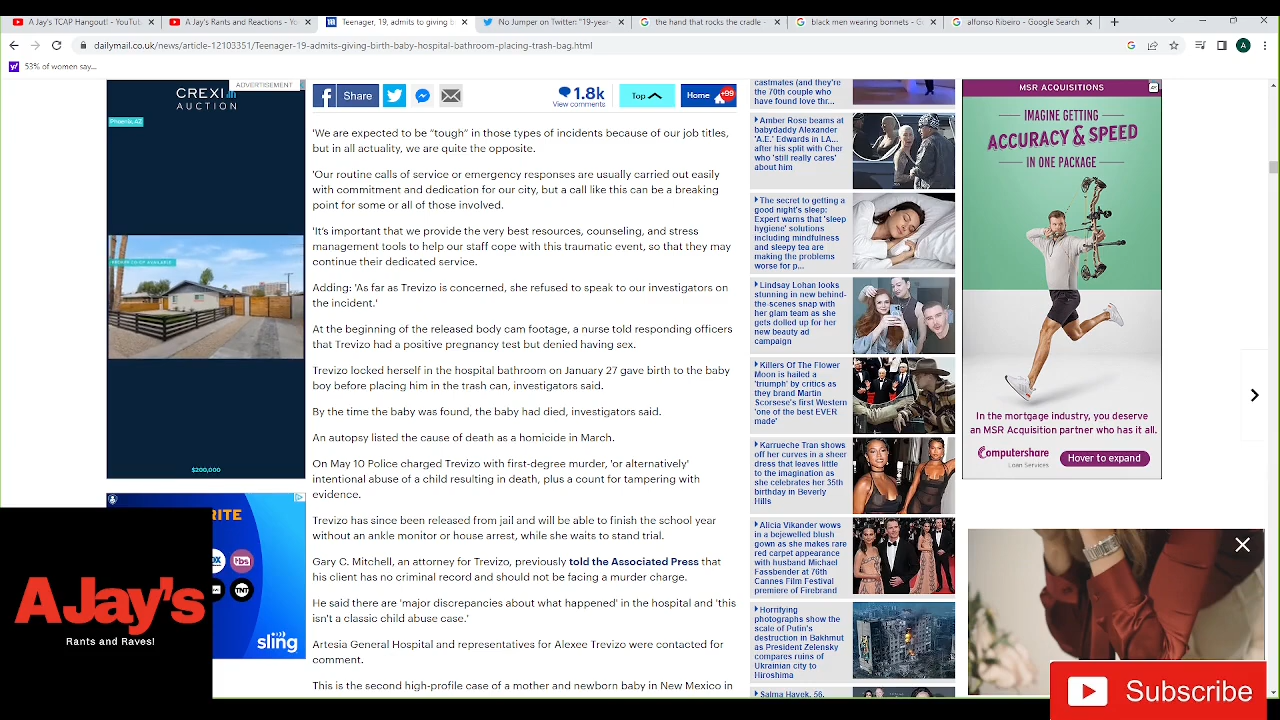 A Jay's TCAP Hangout! - YouTub
A Jay's Rants and Reactions - Yo
Teenager, 19, admits to giving b
No Jumper on Twitter: "19-year-
the hand that rocks the cradle -
black men wearing bonnets - G
alfonso Ribeiro - Google Search
dailymail.co.uk/news/article-12103351/Teenager-19-admits-giving-birth-baby-hospital-bathroom-placing-trash-bag.html
A
53% of women say...
ADVERTISEMENT
CREXI
AUCTION
Phoenix, AZ
$200,000
RITE
tbs
TNT
sling
AJay's
Rants and Raves!
Share
1.8k
View comments
Top
Home
+99
'We are expected to be “tough” in those types of incidents because of our job titles,
but in all actuality, we are quite the opposite.
'Our routine calls of service or emergency responses are usually carried out easily
with commitment and dedication for our city, but a call like this can be a breaking
point for some or all of those involved.
'It's important that we provide the very best resources, counseling, and stress
management tools to help our staff cope with this traumatic event, so that they may
continue their dedicated service.
Adding: 'As far as Trevizo is concerned, she refused to speak to our investigators on
the incident.'
At the beginning of the released body cam footage, a nurse told responding officers
that Trevizo had a positive pregnancy test but denied having sex.
Trevizo locked herself in the hospital bathroom on January 27 gave birth to the baby
boy before placing him in the trash can, investigators said.
By the time the baby was found, the baby had died, investigators said.
An autopsy listed the cause of death as a homicide in March.
On May 10 Police charged Trevizo with first-degree murder, 'or alternatively'
intentional abuse of a child resulting in death, plus a count for tampering with
evidence.
Trevizo has since been released from jail and will be able to finish the school year
without an ankle monitor or house arrest, while she waits to stand trial.
Gary C. Mitchell, an attorney for Trevizo, previously told the Associated Press that
his client has no criminal record and should not be facing a murder charge.
He said there are 'major discrepancies about what happened' in the hospital and 'this
isn't a classic child abuse case.'
Artesia General Hospital and representatives for Alexee Trevizo were contacted for
comment.
This is the second high-profile case of a mother and newborn baby in New Mexico in
castmates (and they're
the 70th couple who
have found love thr...
Amber Rose beams at
babydaddy Alexander
'A.E.' Edwards in LA...
after his split with Cher
who 'still really cares'
about him
The secret to getting a
good night's sleep:
Expert warns that 'sleep
hygiene' solutions
including mindfulness
and sleepy tea are
making the problems
worse for p...
Lindsay Lohan looks
stunning in new behind-
the-scenes snap with
her glam team as she
gets dolled up for her
new beauty ad
campaign
Killers Of The Flower
Moon is hailed a
'triumph' by critics as
they brand Martin
Scorsese's first Western
'one of the best EVER
made'
Karrueche Tran shows
off her curves in a sheer
dress that leaves little
to the imagination as
she celebrates her 35th
birthday in Beverly
Hills
Alicia Vikander wows
in a bejewelled blush
gown as she makes rare
red carpet appearance
with husband Michael
Fassbender at 76th
Cannes Film Festival
premiere of Firebrand
Horrifying
photographs show the
scale of Putin's
destruction in Bakhmut
as President Zelensky
compares ruins of
Ukrainian city to
Hiroshima
Salma Hayek, 56,
MSR ACQUISITIONS
IMAGINE GETTING
ACCURACY & SPEED
IN ONE PACKAGE
In the mortgage industry, you deserve
an MSR Acquisition partner who has it all.
Computershare
Loan Services
Hover to expand
Subscribe